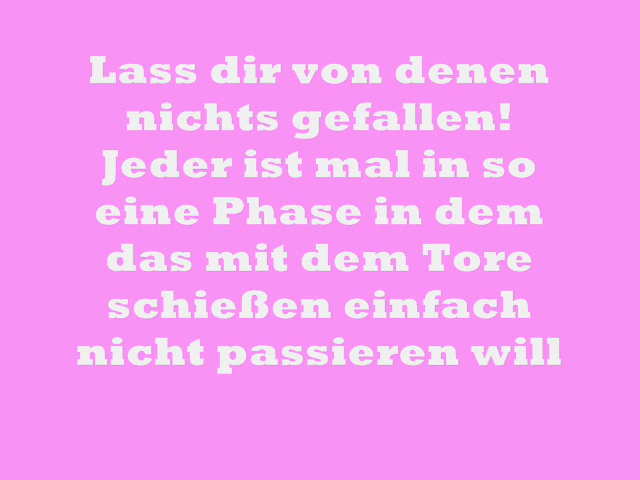 Lass dir von denen
nichts gefallen!
Jeder ist mal in so
eine Phase in dem
das mit dem Tore
schießen einfach
nicht passieren will